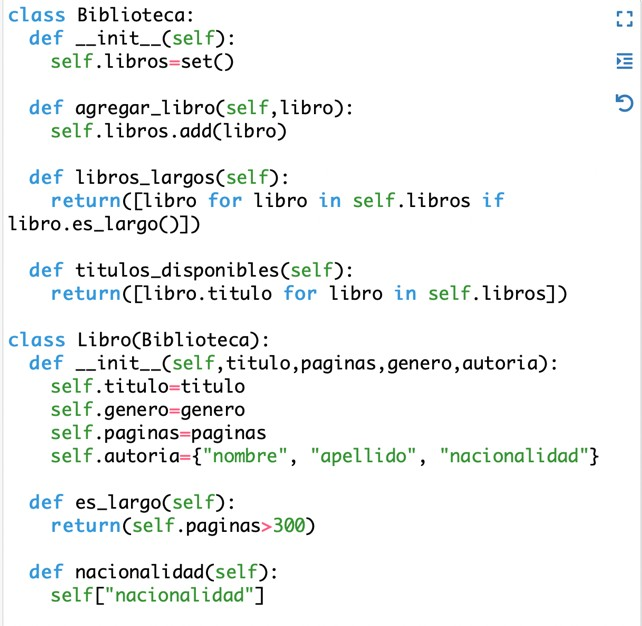 class Biblioteca:
  def __init__(self):
    self.libros=set()

  def agregar_libro(self,libro):
    self.libros.add(libro)

  def libros_largos(self):
    return([libro for libro in self.libros if
libro.es_largo()])

  def titulos_disponibles(self):
    return([libro.titulo for libro in self.libros])

class Libro(Biblioteca):
  def __init__(self,titulo,paginas,genero,autoria):
    self.titulo=titulo
    self.genero=genero
    self.paginas=paginas
    self.autoria={"nombre", "apellido", "nacionalidad"}

  def es_largo(self):
    return(self.paginas>300)

  def nacionalidad(self):
    self["nacionalidad"]